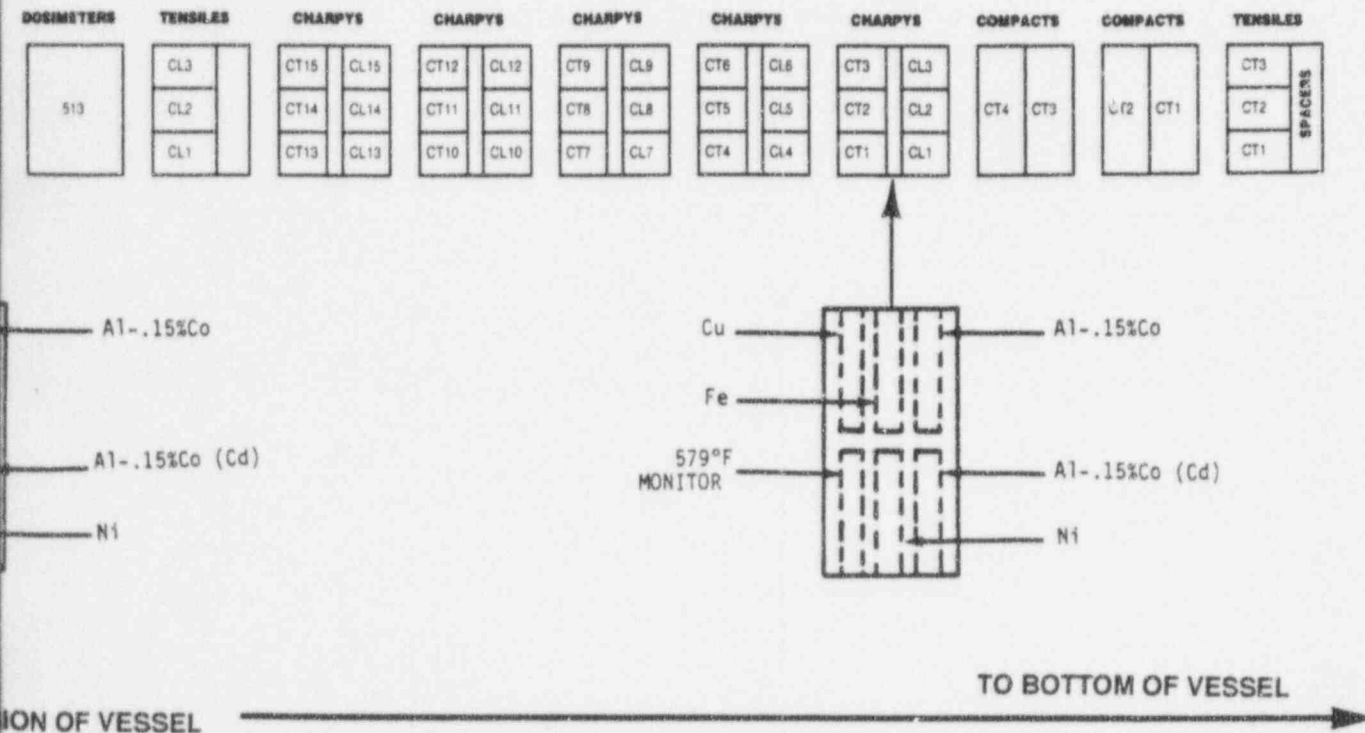 DOSIMETERS TENSILES CHARPYS CHARPYS CHARPYS CHARPYS CHARPYS COMPACTS COMPACTS TENSILES
CL3 CT15 CL15 CT12 CL12 CT9 CL9 CT6 CL6 CT3 CL3 CT3
513 CL2 CT14 CL14 CT11 CL11 CT8 CL8 CT5 CL5 CT2 CL2 CT4 CT3 CT2 CT1 CT2 SPACERS
CL1 CT13 CL13 CT10 CL10 CT7 CL7 CT4 CL4 CT1 CL1 CT1
Al-.15%Co Cu Al-.15%Co
Fe
Al-.15%Co (Cd) 579°F Al-.15%Co (Cd)
MONITOR
Ni Ni
TO BOTTOM OF VESSEL
ION OF VESSEL